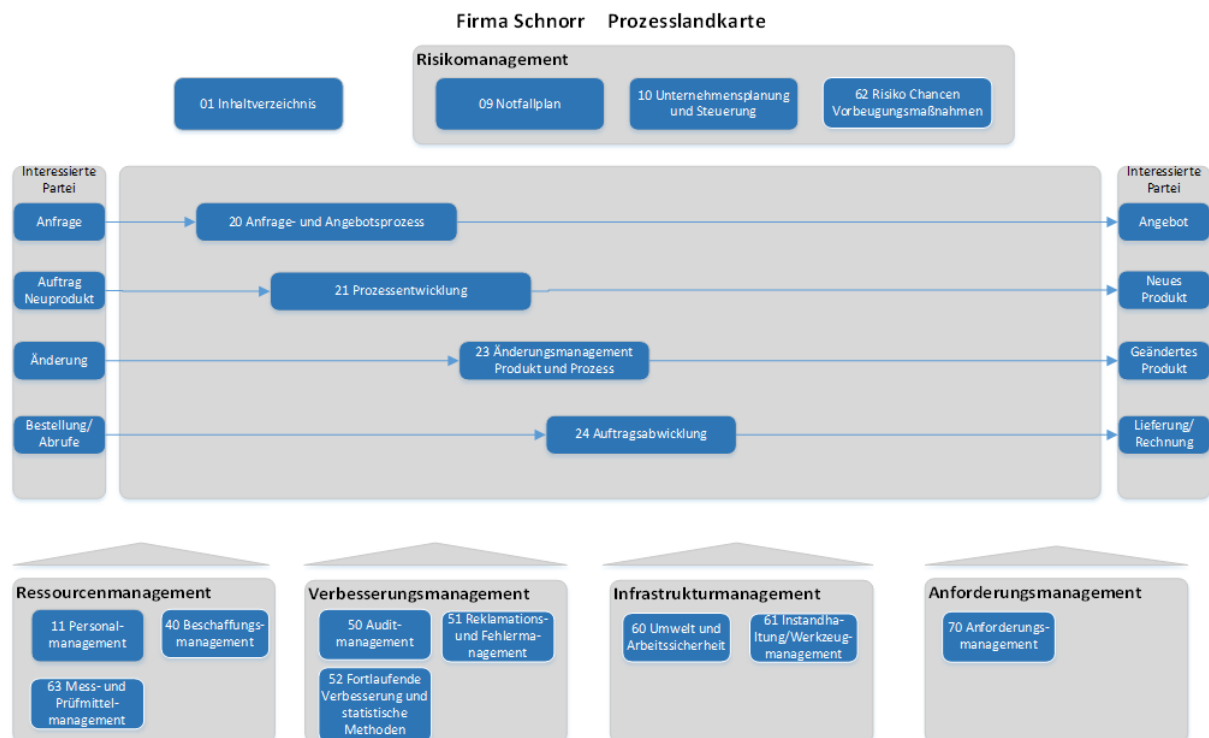 Firma Schnorr Prozesslandkarte
Risikomanagement
01 Inhaltverzeichnis
09 Notfallplan
10 Unternehmensplanung
und Steuerung
62 Risiko Chancen
Vorbeugungsmaßnahmen
Interessierte
Partei
Interessierte
Partei
Anfrage
20 Anfrage- und Angebotsprozess
Angebot
Auftrag
Neuprodukt
21 Prozessentwicklung
Neues
Produkt
Änderung
23 Änderungsmanagement
Produkt und Prozess
Geändertes
Produkt
Bestellung/
Abrufe
24 Auftragsabwicklung
Lieferung/
Rechnung
Ressourcenmanagement
11 Personal-
management
40 Beschaffungs-
management
63 Mess- und
Prüfmittel-
management
Verbesserungsmanagement
50 Audit-
management
51 Reklamations-
und Fehlerma-
nagement
52 Fortlaufende
Verbesserung und
statistische
Methoden
Infrastrukturmanagement
60 Umwelt und
Arbeitssicherheit
61 Instandha-
ltung/Werkzeug-
management
Anforderungsmanagement
70 Anforderungs-
management